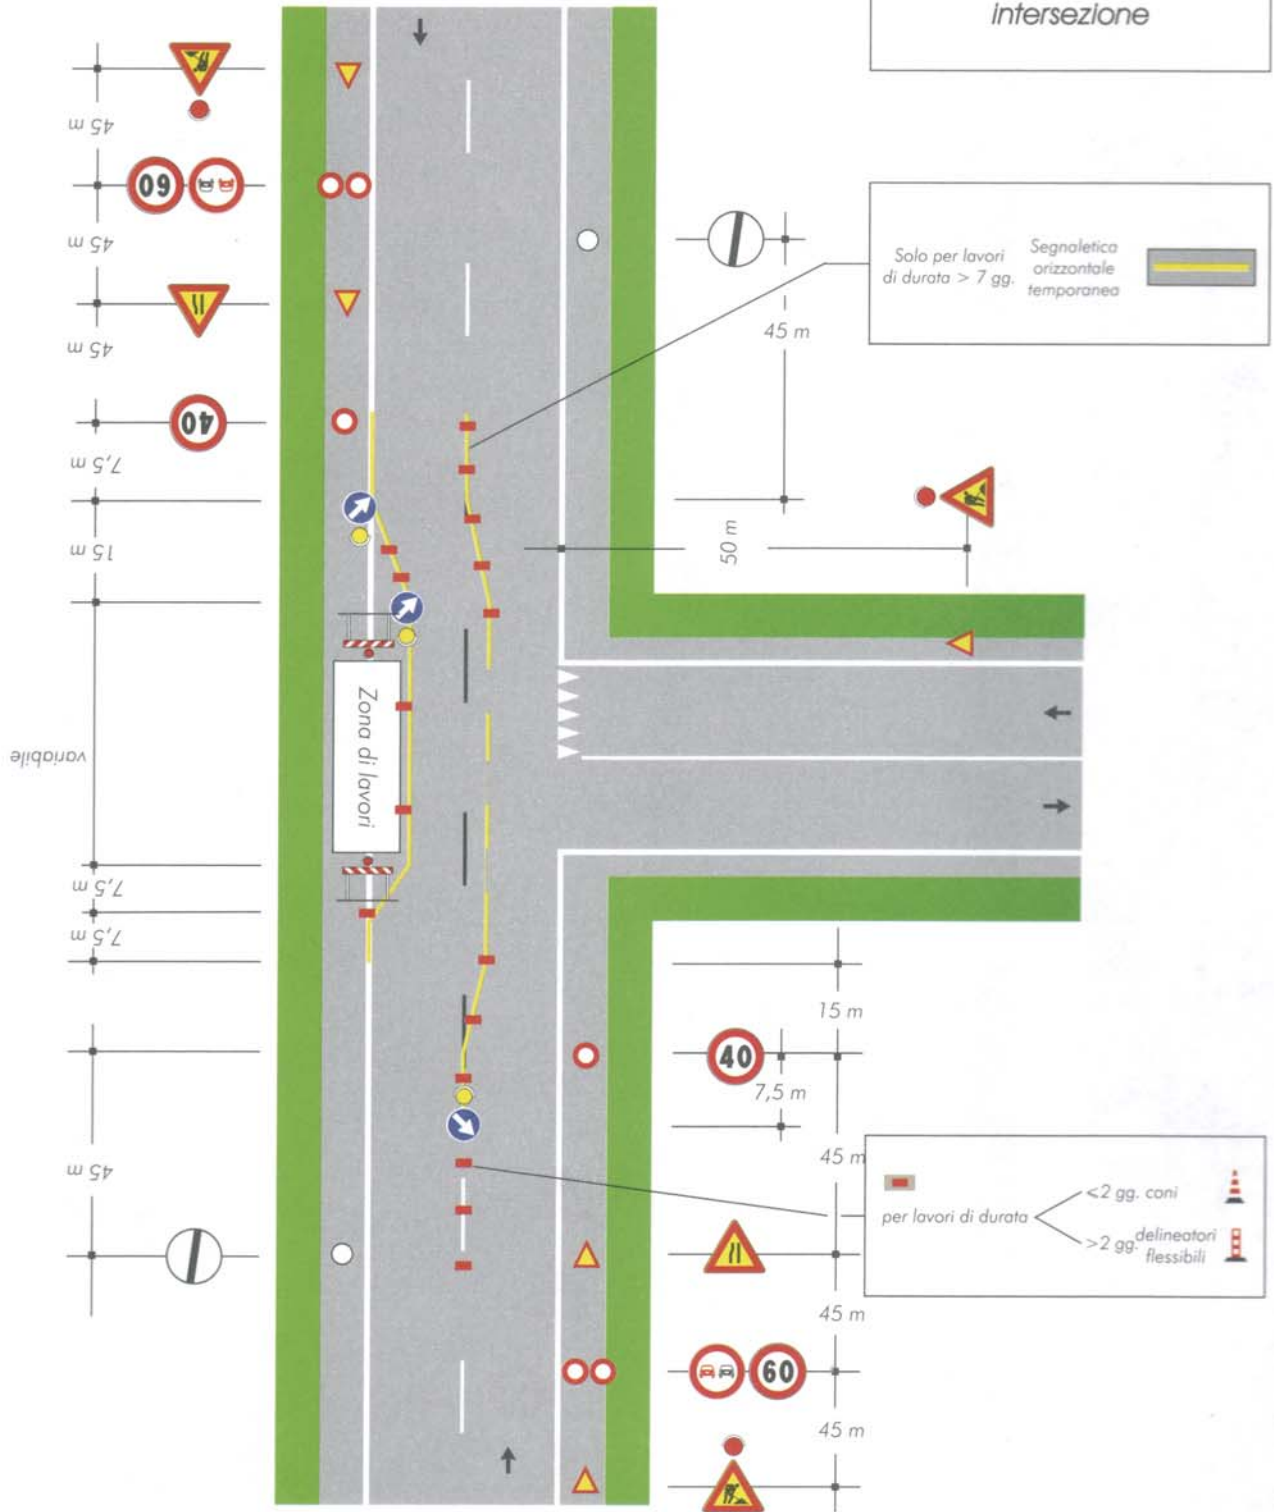 intersezione
45 m
60
45 m
45 m
40
7,5 m
15 m
variabile
7,5 m
7,5 m
45 m
Zona di lavori
45 m
50 m
Solo per lavori
di durata > 7 gg.
Segnaletica
orizzontale
temporanea
15 m
40
7,5 m
45 m
per lavori di durata
<2 gg. coni
>2 gg. delineatori
flessibili
45 m
60
45 m